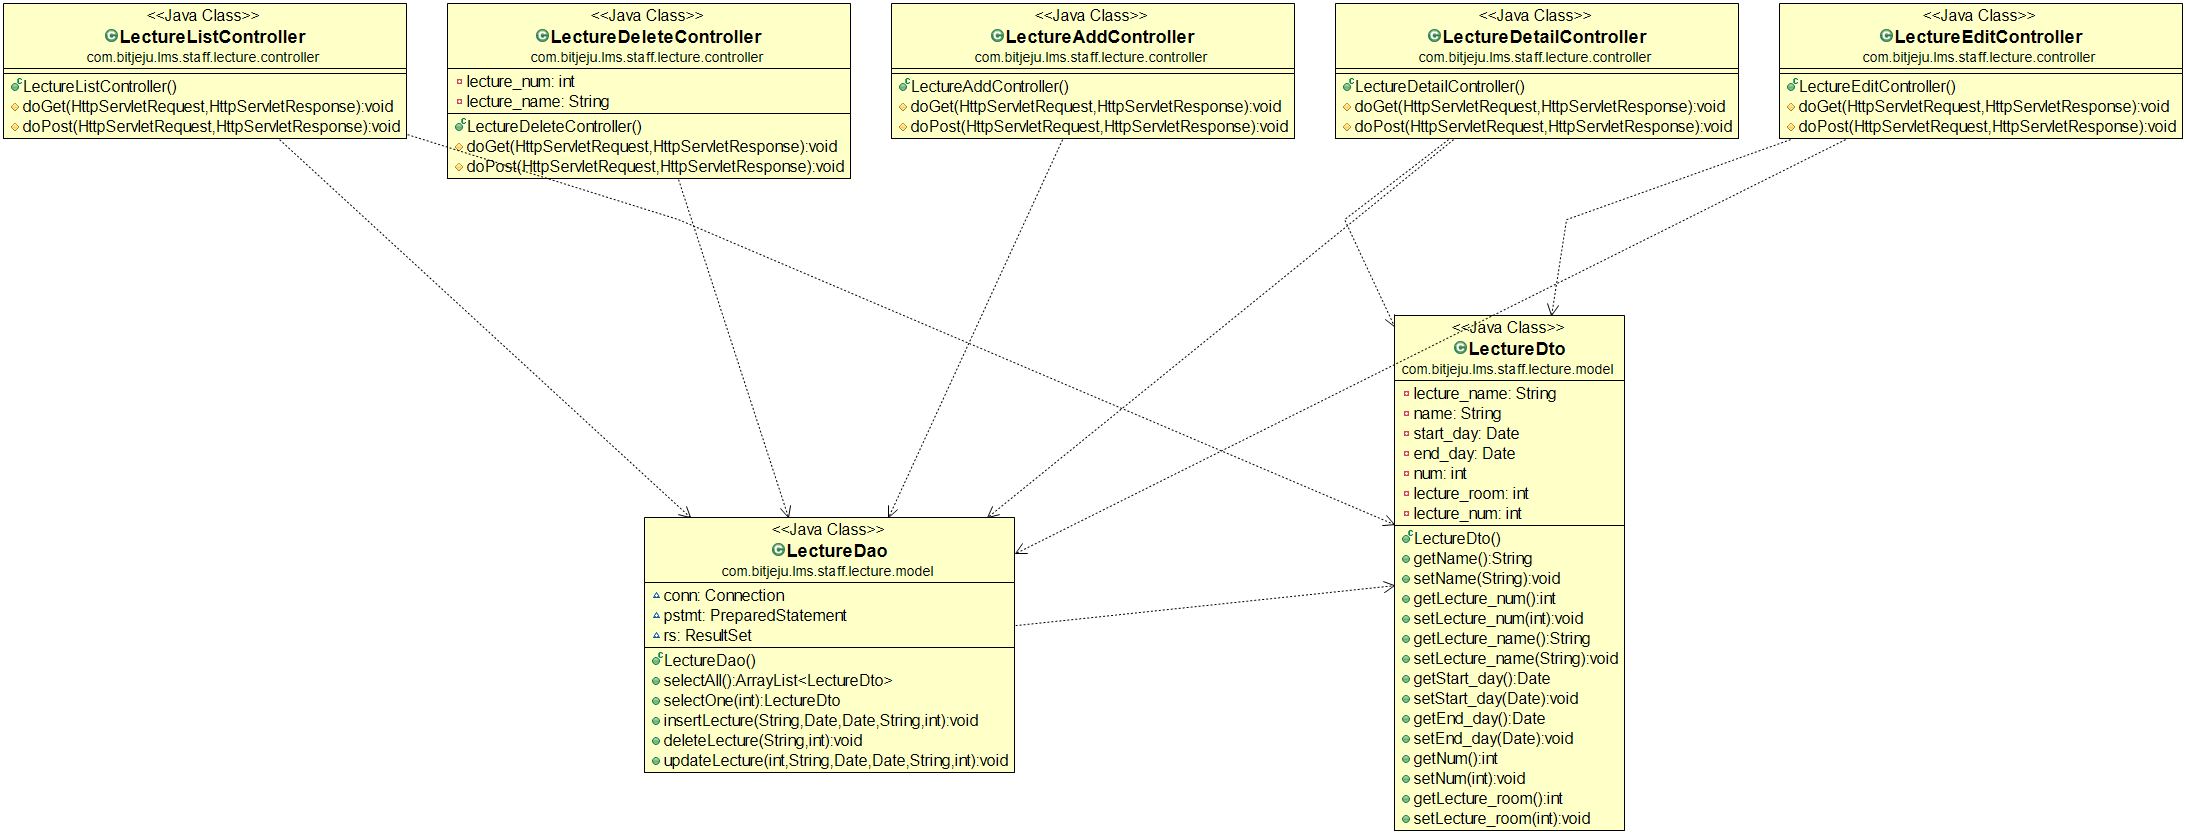 <<Java Class>>
LectureListController
com.bitjeju.lms.staff.lecture.controller
LectureListController()
doGet(HttpServletRequest,HttpServletResponse):void
doPost(HttpServletRequest,HttpServletResponse):void
<<Java Class>>
LectureDeleteController
com.bitjeju.lms.staff.lecture.controller
lecture_num: int
lecture_name: String
LectureDeleteController()
doGet(HttpServletRequest,HttpServletResponse):void
doPost(HttpServletRequest,HttpServletResponse):void
<<Java Class>>
LectureAddController
com.bitjeju.lms.staff.lecture.controller
LectureAddController()
doGet(HttpServletRequest,HttpServletResponse):void
doPost(HttpServletRequest,HttpServletResponse):void
<<Java Class>>
LectureDetailController
com.bitjeju.lms.staff.lecture.controller
LectureDetailController()
doGet(HttpServletRequest,HttpServletResponse):void
doPost(HttpServletRequest,HttpServletResponse):void
<<Java Class>>
LectureEditController
com.bitjeju.lms.staff.lecture.controller
LectureEditController()
doGet(HttpServletRequest,HttpServletResponse):void
doPost(HttpServletRequest,HttpServletResponse):void
<<Java Class>>
LectureDao
com.bitjeju.lms.staff.lecture.model
conn: Connection
pstmt: PreparedStatement
rs: ResultSet
LectureDao()
selectAll():ArrayList<LectureDto>
selectOne(int):LectureDto
insertLecture(String,Date,Date,String,int):void
deleteLecture(String,int):void
updateLecture(int,String,Date,Date,String,int):void
<<Java Class>>
LectureDto
com.bitjeju.lms.staff.lecture.model
lecture_name: String
name: String
start_day: Date
end_day: Date
num: int
lecture_room: int
lecture_num: int
LectureDto()
getName():String
setName(String):void
getLecture_num():int
setLecture_num(int):void
getLecture_name():String
setLecture_name(String):void
getStart_day():Date
setStart_day(Date):void
getEnd_day():Date
setEnd_day(Date):void
getNum():int
setNum(int):void
getLecture_room():int
setLecture_room(int):void